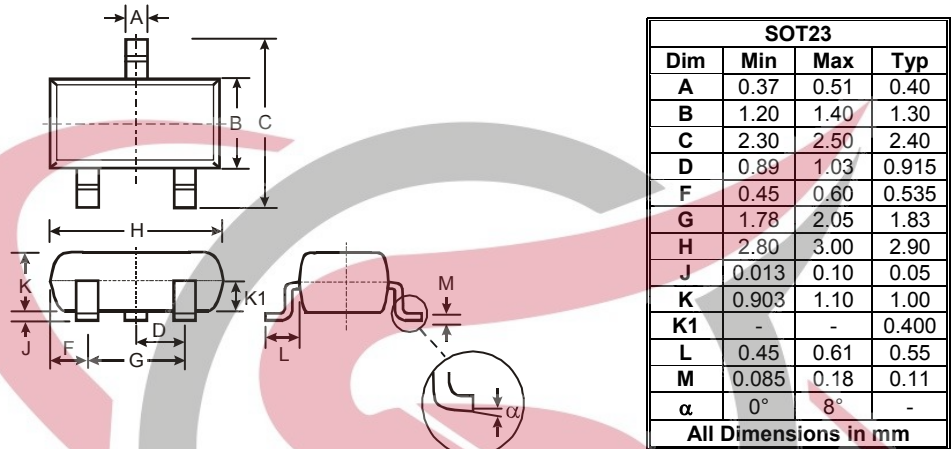 A
B
C
H
K
J
F
G
D
K1
L
M
α
SOT23
Dim Min Max Typ
A 0.37 0.51 0.40
B 1.20 1.40 1.30
C 2.30 2.50 2.40
D 0.89 1.03 0.915
F 0.45 0.60 0.535
G 1.78 2.05 1.83
H 2.80 3.00 2.90
J 0.013 0.10 0.05
K 0.903 1.10 1.00
K1 - - 0.400
L 0.45 0.61 0.55
M 0.085 0.18 0.11
α 0° 8° -
All Dimensions in mm